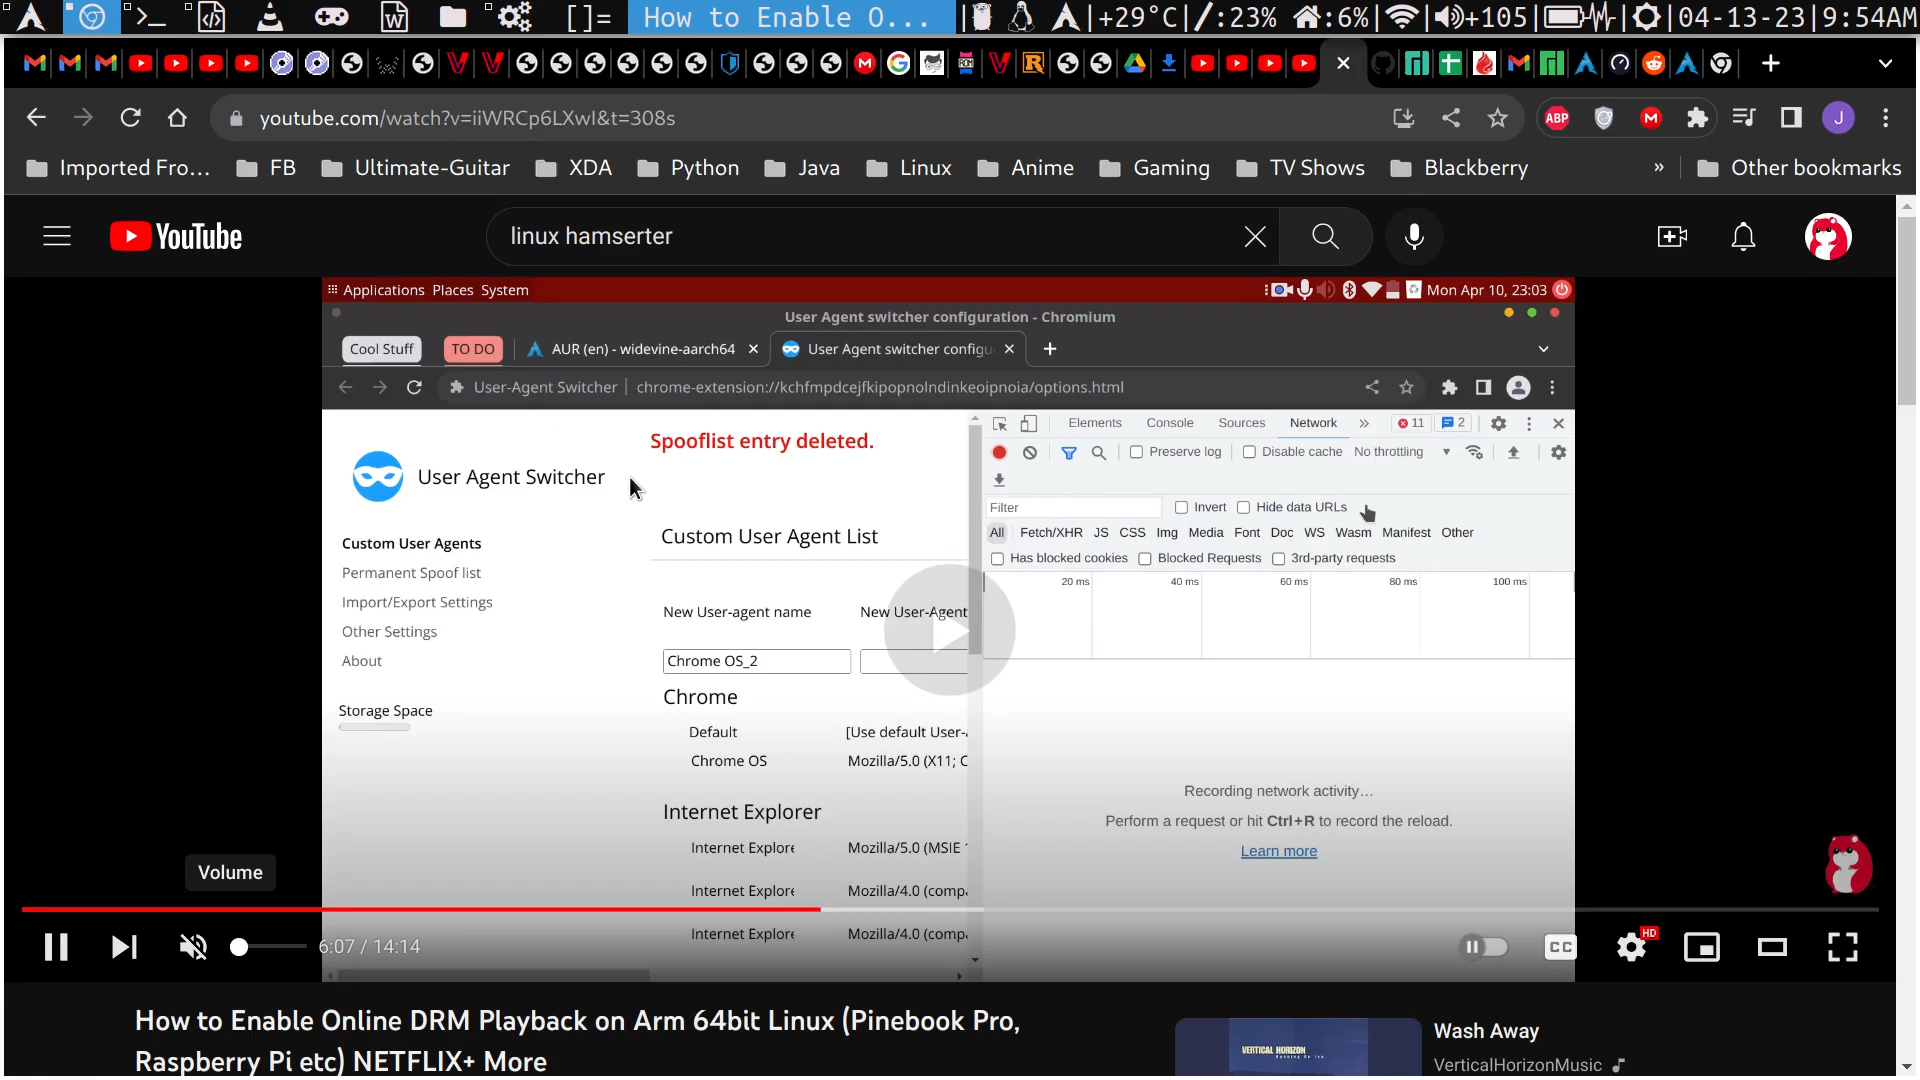 []= How to Enable O... +29°C /:23% :6% +105 04-13-23 9:54AM
youtube.com/watch?v=iiWRCp6LXwI&t=308s ABP J
Imported Fro... FB Ultimate-Guitar XDA Python Java Linux Anime Gaming TV Shows Blackberry » Other bookmarks
YouTube linux hamserter
Applications Places System Mon Apr 10, 23:03
User Agent switcher configuration - Chromium
Cool Stuff TO DO AUR (en) - widevine-aarch64 User Agent switcher configu
User-Agent Switcher chrome-extension://kchfmpdcejfkipopnolndinkeoipnoia/options.html
Spooflist entry deleted.
User Agent Switcher
Custom User Agents
Permanent Spoof list
Import/Export Settings
Other Settings
About
Storage Space
Custom User Agent List
New User-agent name New User-Agent
Chrome OS_2
Chrome
Default [Use default User-
Chrome OS Mozilla/5.0 (X11; C
Internet Explorer
Internet Explore Mozilla/5.0 (MSIE
Internet Explore Mozilla/4.0 (compa
Internet Explore Mozilla/4.0 (compa
Elements Console Sources Network » 11 2
Preserve log Disable cache No throttling
Filter Invert Hide data URLs
All Fetch/XHR JS CSS Img Media Font Doc WS Wasm Manifest Other
Has blocked cookies Blocked Requests 3rd-party requests
20 ms 40 ms 60 ms 80 ms 100 ms
Recording network activity…
Perform a request or hit Ctrl+R to record the reload.
Learn more
Volume
6:07 / 14:14 CC HD
How to Enable Online DRM Playback on Arm 64bit Linux (Pinebook Pro,
Raspberry Pi etc) NETFLIX+ More
VERTICAL HORIZON
Wash Away
VerticalHorizonMusic